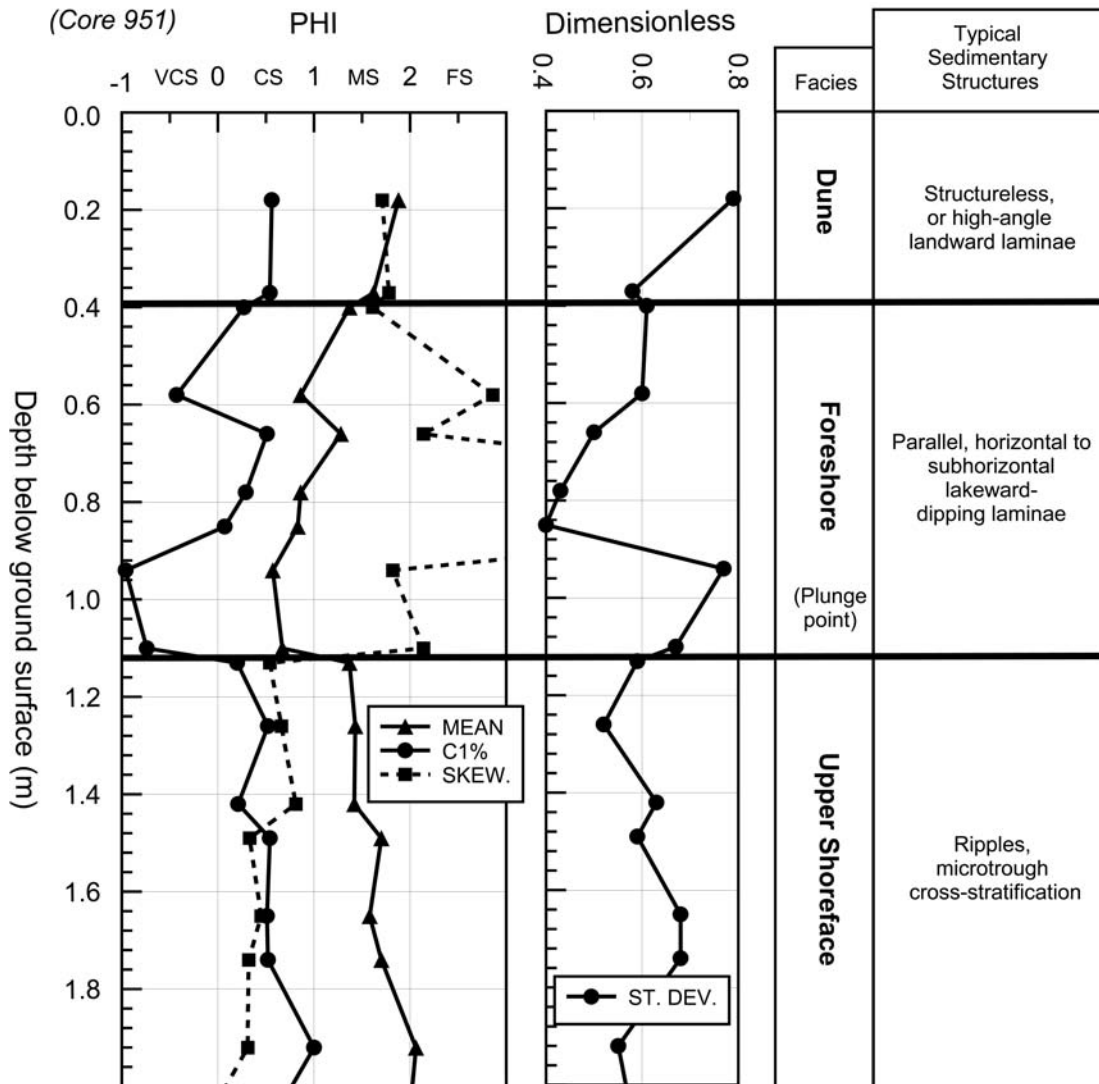 (Core 951)
PHI
Dimensionless
-1 VCS 0 CS 1 MS 2 FS
0.4 0.6 0.8
Facies
Typical
Sedimentary
Structures
Depth below ground surface (m)
0.0
0.2
0.4
0.6
0.8
1.0
1.2
1.4
1.6
1.8
MEAN
C1%
SKEW.
ST. DEV.
Dune
Structureless,
or high-angle
landward laminae
Foreshore
(Plunge
point)
Parallel, horizontal to
subhorizontal
lakeward-
dipping laminae
Upper Shoreface
Ripples,
microtrough
cross-stratification